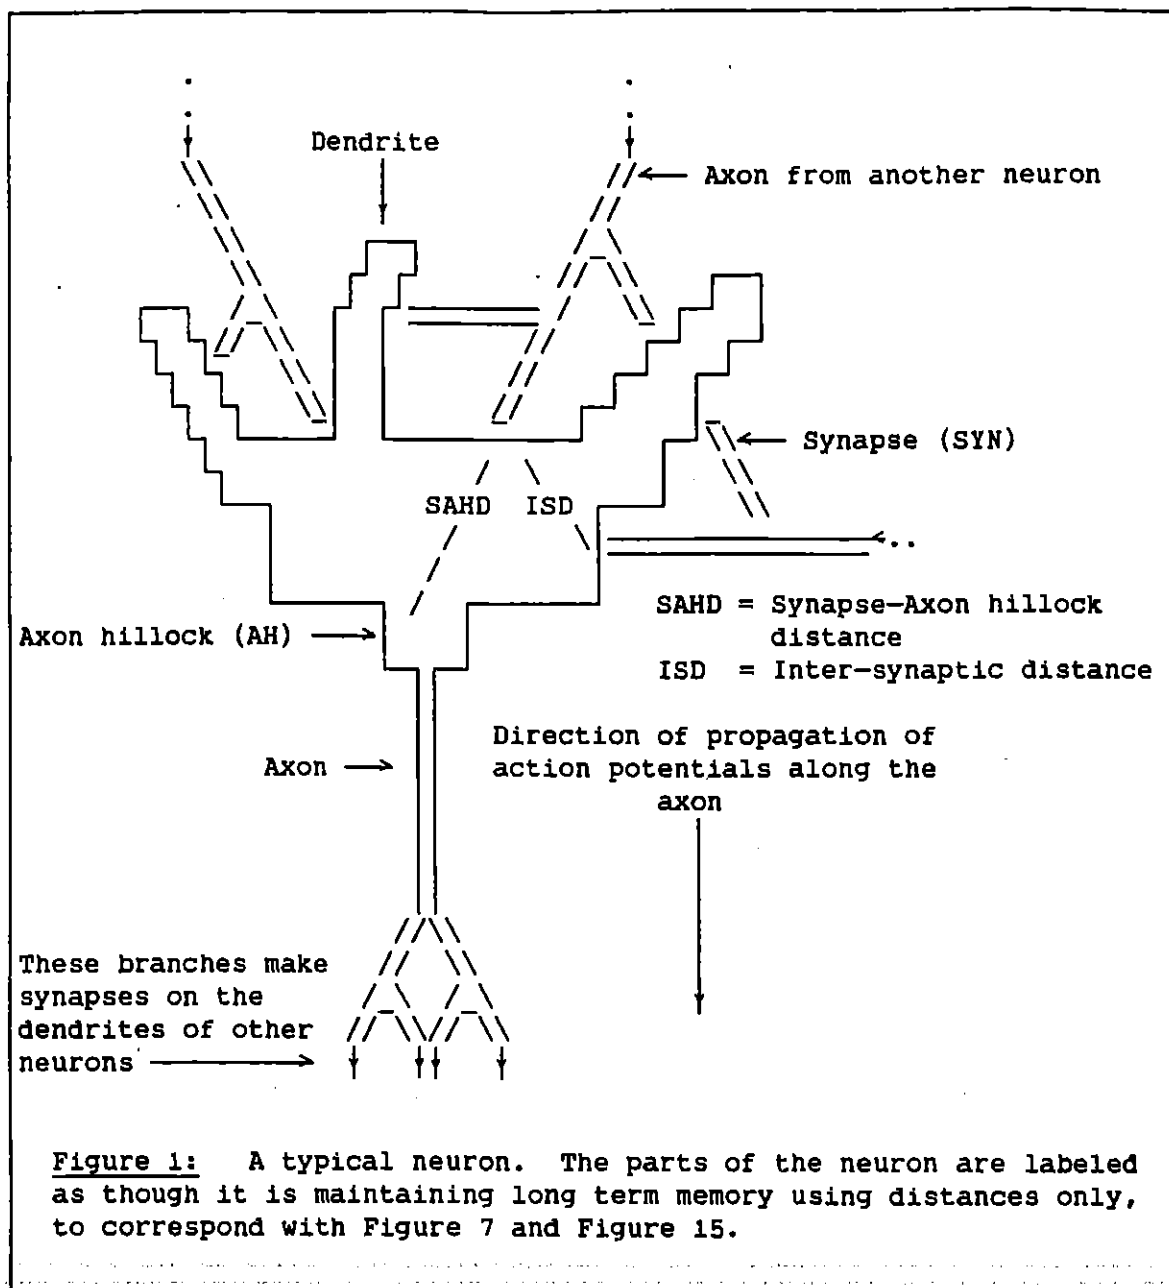 Dendrite
Axon from another neuron
Synapse (SYN)
SAHD ISD
SAHD = Synapse-Axon hillock
distance
ISD = Inter-synaptic distance
Axon hillock (AH)
Direction of propagation of
action potentials along the
axon
Axon
These branches make
synapses on the
dendrites of other
neurons
Figure 1: A typical neuron. The parts of the neuron are labeled
as though it is maintaining long term memory using distances only,
to correspond with Figure 7 and Figure 15.